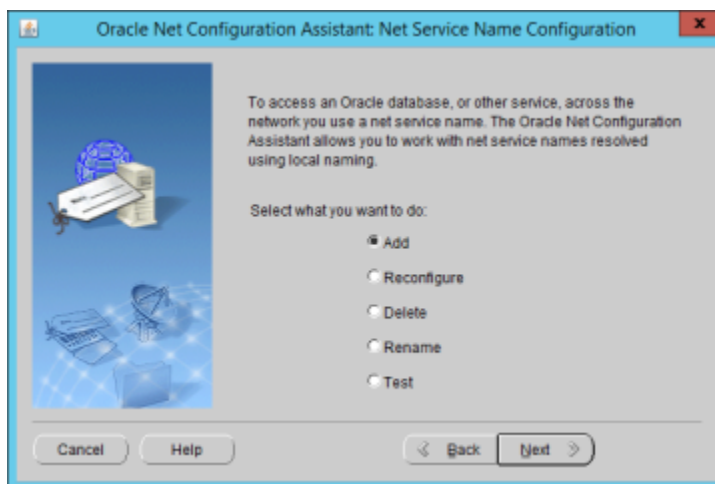 Oracle Net Configuration Assistant: Net Service Name Configuration
x
To access an Oracle database, or other service, across the
network you use a net service name. The Oracle Net Configuration
Assistant allows you to work with net service names resolved
using local naming.
Select what you want to do:
Add
Reconfigure
Delete
Rename
Test
Cancel
Help
Back
Next